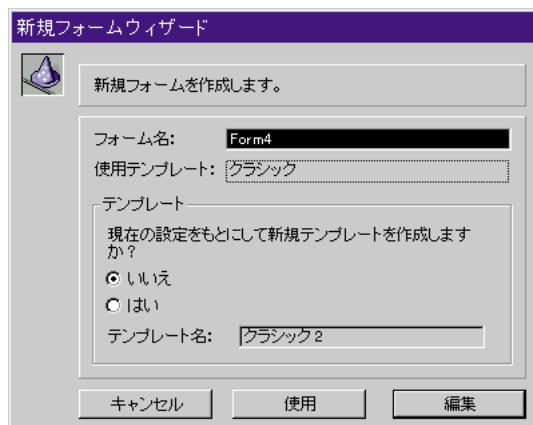 新規フォームウィザード
新規フォームを作成します。
フォーム名: Form4
使用テンプレート: クラシック
テンプレート
現在の設定をもとにして新規テンプレートを作成します
か？
いいえ
はい
テンプレート名: クラシック2
キャンセル 使用 編集